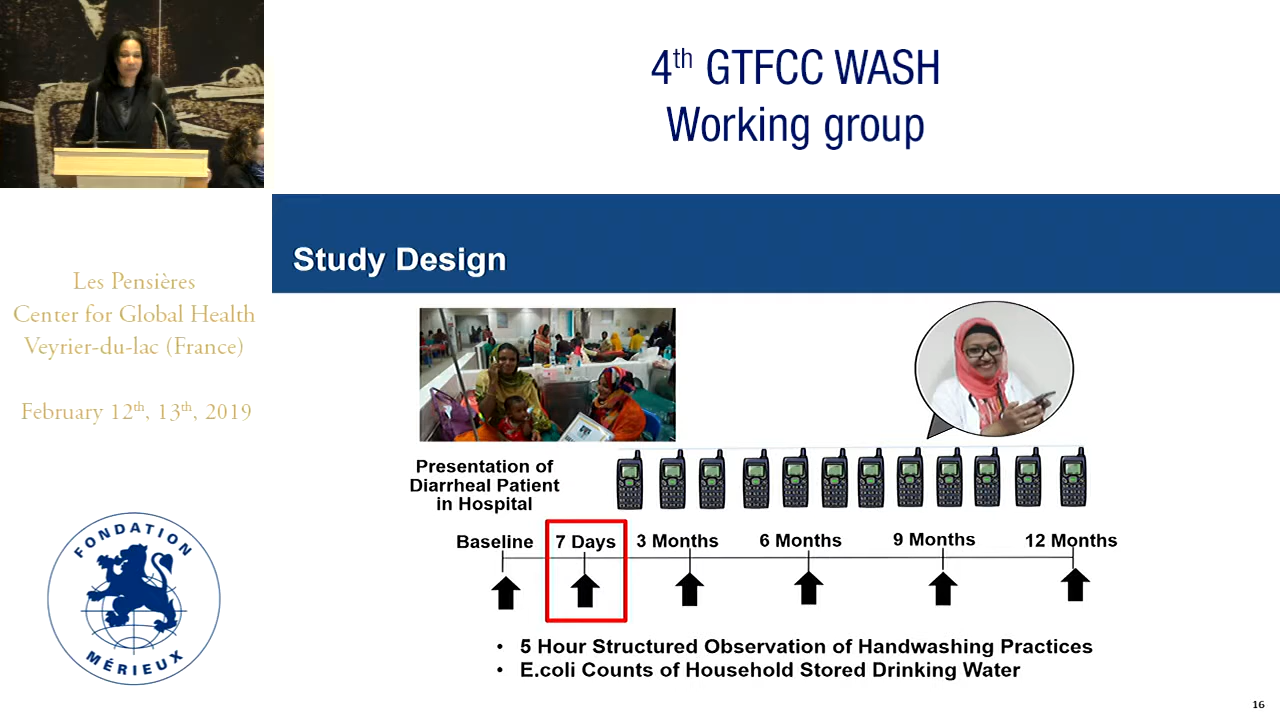 4th GTFCC WASH
Working group
Les Pensières
Center for Global Health
Veyrier-du-lac (France)
February 12th, 13th, 2019
FONDATION
MÉRIEUX
Study Design
Presentation of
Diarrheal Patient
in Hospital
Baseline 7 Days 3 Months 6 Months 9 Months 12 Months
• 5 Hour Structured Observation of Handwashing Practices
• E.coli Counts of Household Stored Drinking Water
16